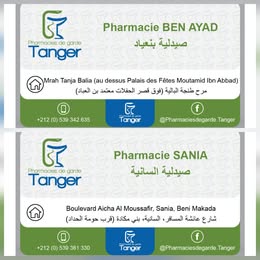 Pharmacies de garde
Tanger
Pharmacie BEN AYAD
صيدلية بنعياد
Mrah Tanja Balia (au dessus Palais des Fêtes Moutamid Ibn Abbad)
مرح طنجة البالية (فوق قصر الحفلات معتمد بن العباد)
+212 (0) 539 342 635
Tanger
@Pharmaciesdegarde.Tanger
Pharmacies de garde
Tanger
Pharmacie SANIA
صيدلية السانية
Boulevard Aicha Al Moussafir, Sania, Beni Makada
شارع عائشة المسافر، السانية، بني مكادة (قرب حومة الحداد)
+212 (0) 539 381 330
Tanger
@Pharmaciesdegarde.Tanger